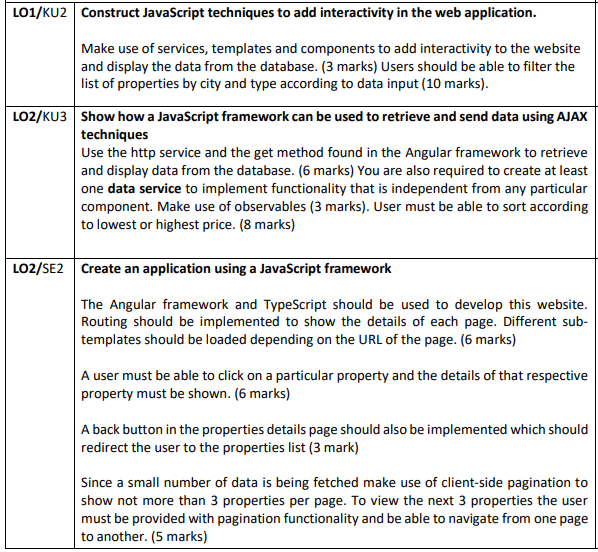 LO1/KU2 Construct JavaScript techniques to add interactivity in the web application.
Make use of services, templates and components to add interactivity to the website
and display the data from the database. (3 marks) Users should be able to filter the
list of properties by city and type according to data input (10 marks).
LO2/KU3 Show how a JavaScript framework can be used to retrieve and send data using AJAX
techniques
Use the http service and the get method found in the Angular framework to retrieve
and display data from the database. (6 marks) You are also required to create at least
one data service to implement functionality that is independent from any particular
component. Make use of observables (3 marks). User must be able to sort according
to lowest or highest price. (8 marks)
LO2/SE2 Create an application using a JavaScript framework
The Angular framework and TypeScript should be used to develop this website.
Routing should be implemented to show the details of each page. Different sub-
templates should be loaded depending on the URL of the page. (6 marks)
A user must be able to click on a particular property and the details of that respective
property must be shown. (6 marks)
A back button in the properties details page should also be implemented which should
redirect the user to the properties list (3 mark)
Since a small number of data is being fetched make use of client-side pagination to
show not more than 3 properties per page. To view the next 3 properties the user
must be provided with pagination functionality and be able to navigate from one page
to another. (5 marks)